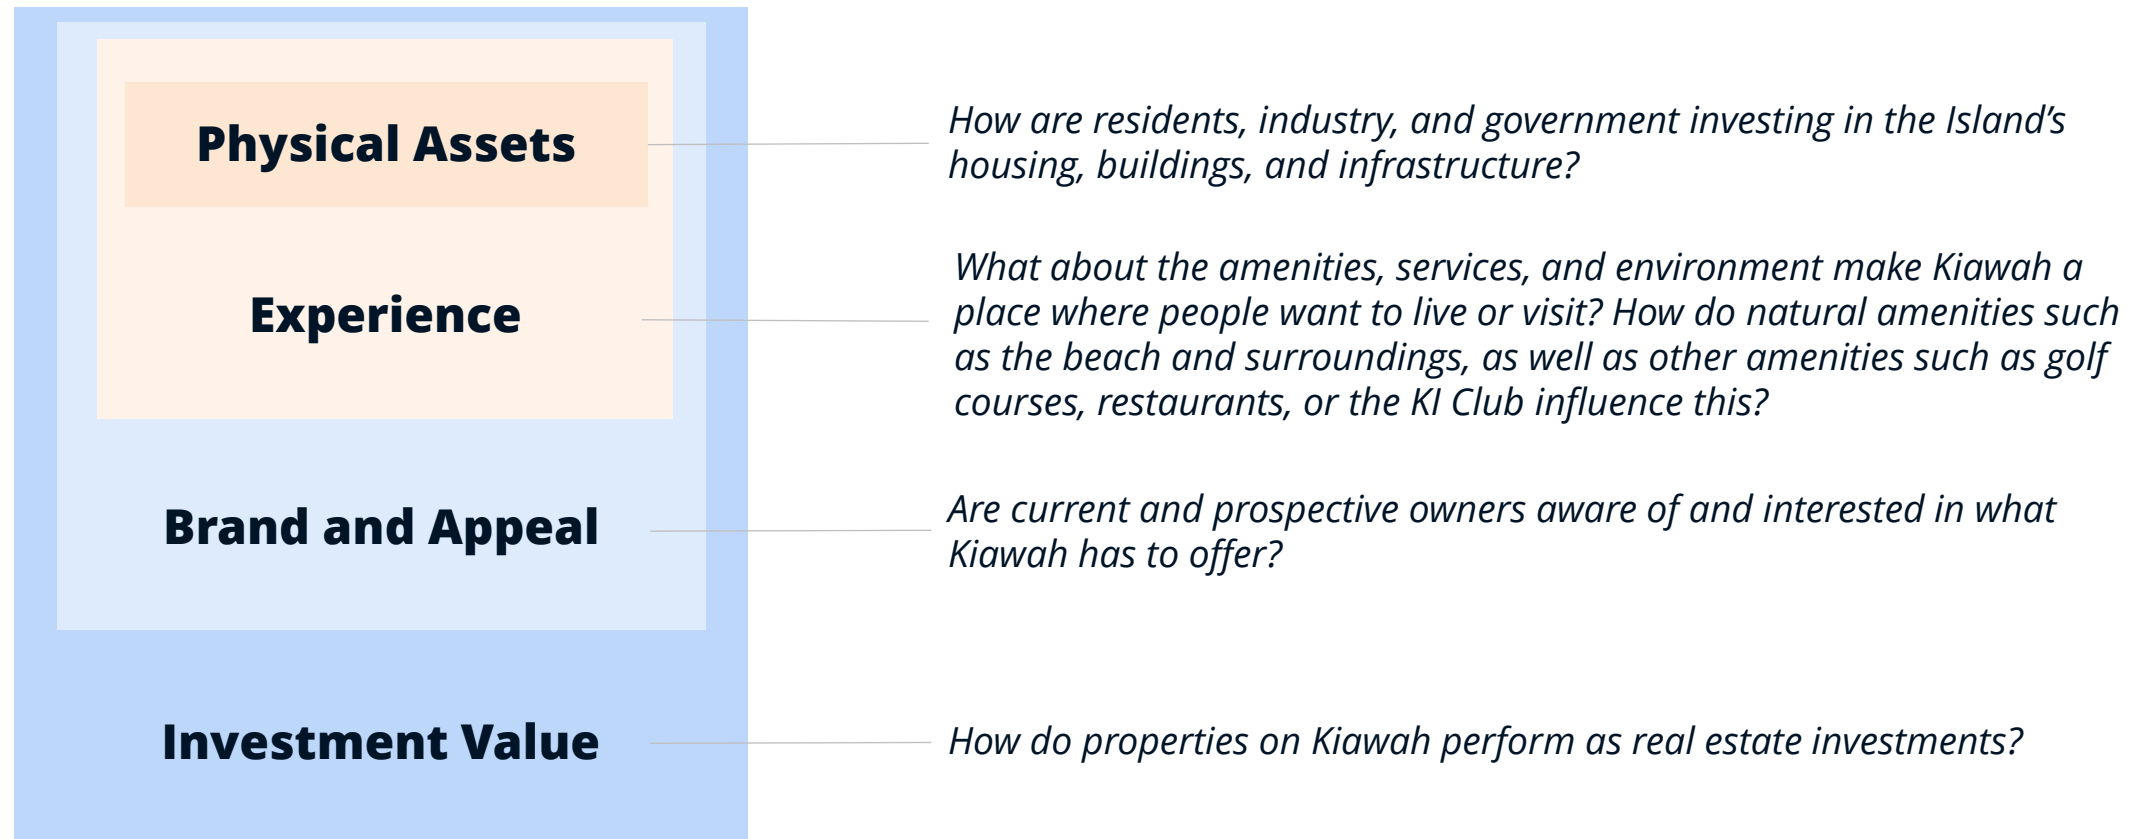 Physical Assets
How are residents, industry, and government investing in the Island’s
housing, buildings, and infrastructure?
Experience
What about the amenities, services, and environment make Kiawah a
place where people want to live or visit? How do natural amenities such
as the beach and surroundings, as well as other amenities such as golf
courses, restaurants, or the KI Club influence this?
Brand and Appeal
Are current and prospective owners aware of and interested in what
Kiawah has to offer?
Investment Value
How do properties on Kiawah perform as real estate investments?